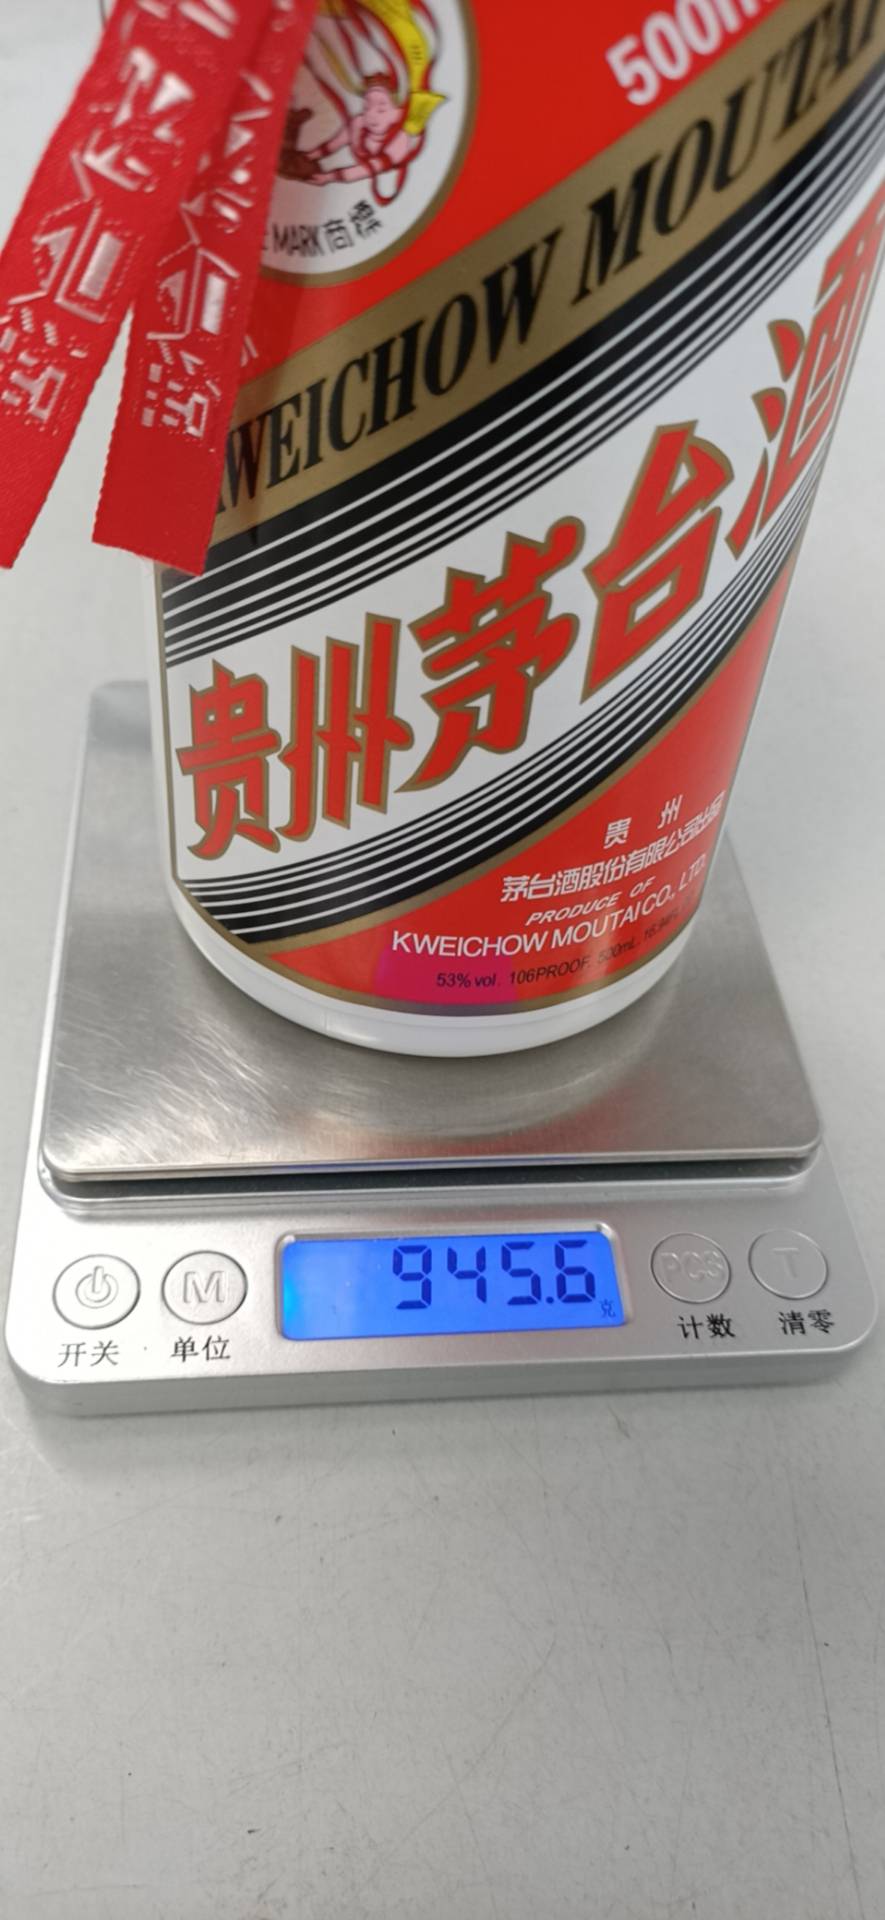 500m
MARK 商標
KWEICHOW MOUTAI
贵州茅台酒
贵 州
茅台酒股份有限公司出品
PRODUCE OF
KWEICHOW MOUTAI CO., LTD.
53% vol. 106PROOF. 500mL.
945.6
克
M
PCS
T
开关
单位
计数
清零